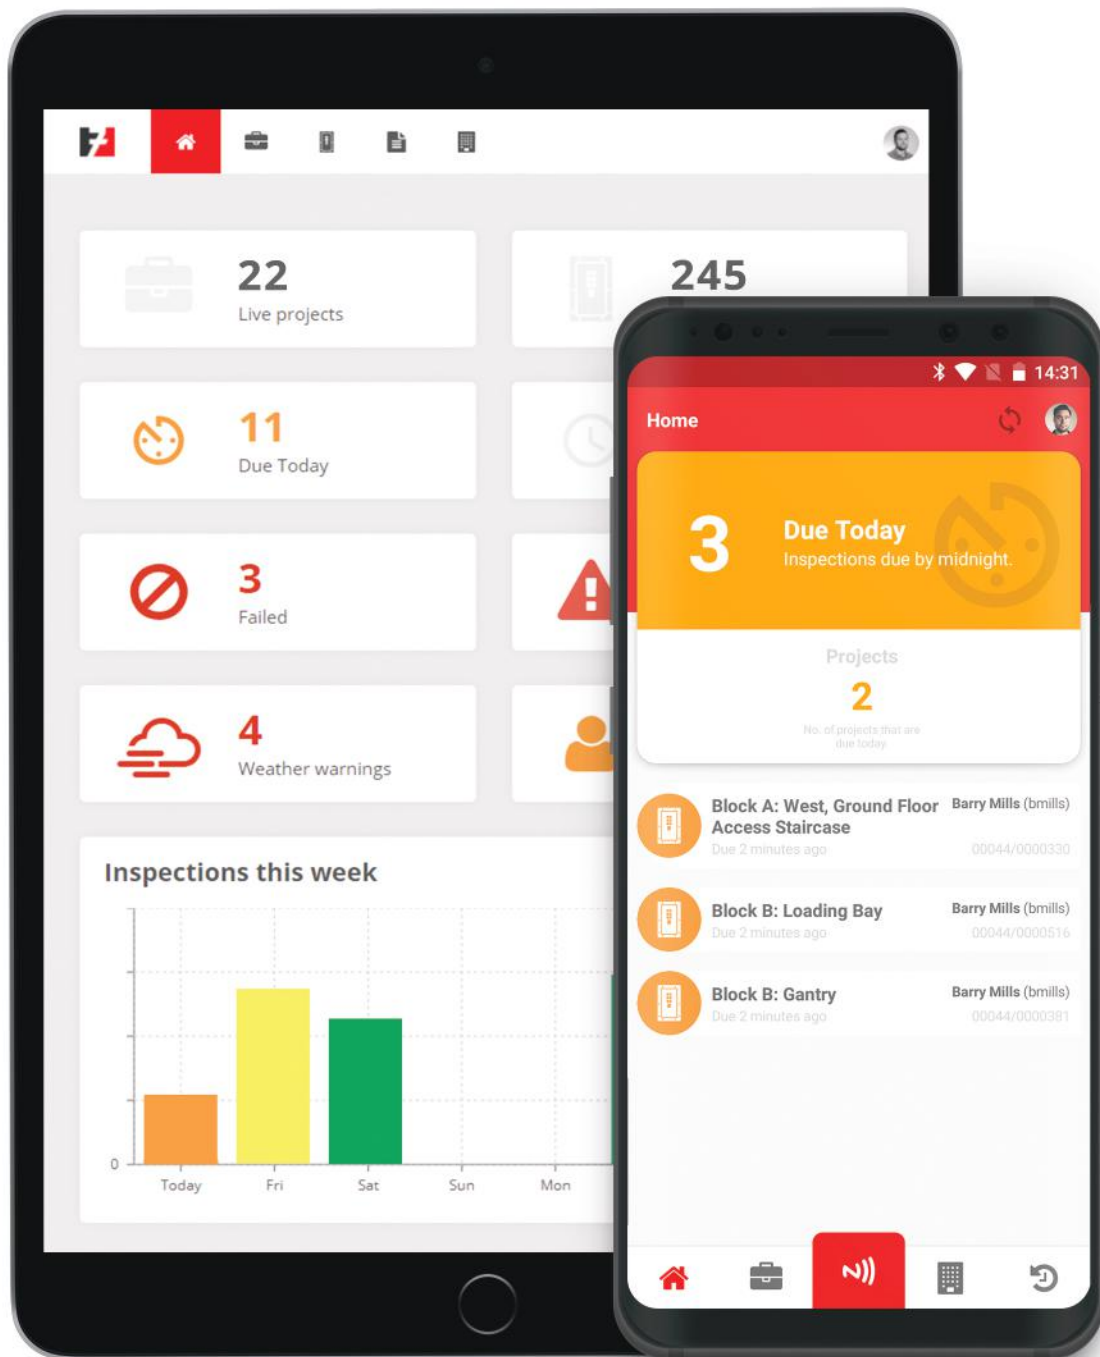 22
Live projects
245
11
Due Today
3
Failed
4
Weather warnings
Inspections this week
0
Today Fri Sat Sun Mon
14:31
Home
3
Due Today
Inspections due by midnight.
Projects
2
No. of projects that are
due today
Block A: West, Ground Floor
Access Staircase
Barry Mills (bmills)
Due 2 minutes ago
00044/0000330
Block B: Loading Bay
Barry Mills (bmills)
Due 2 minutes ago
00044/0000516
Block B: Gantry
Barry Mills (bmills)
Due 2 minutes ago
00044/0000381